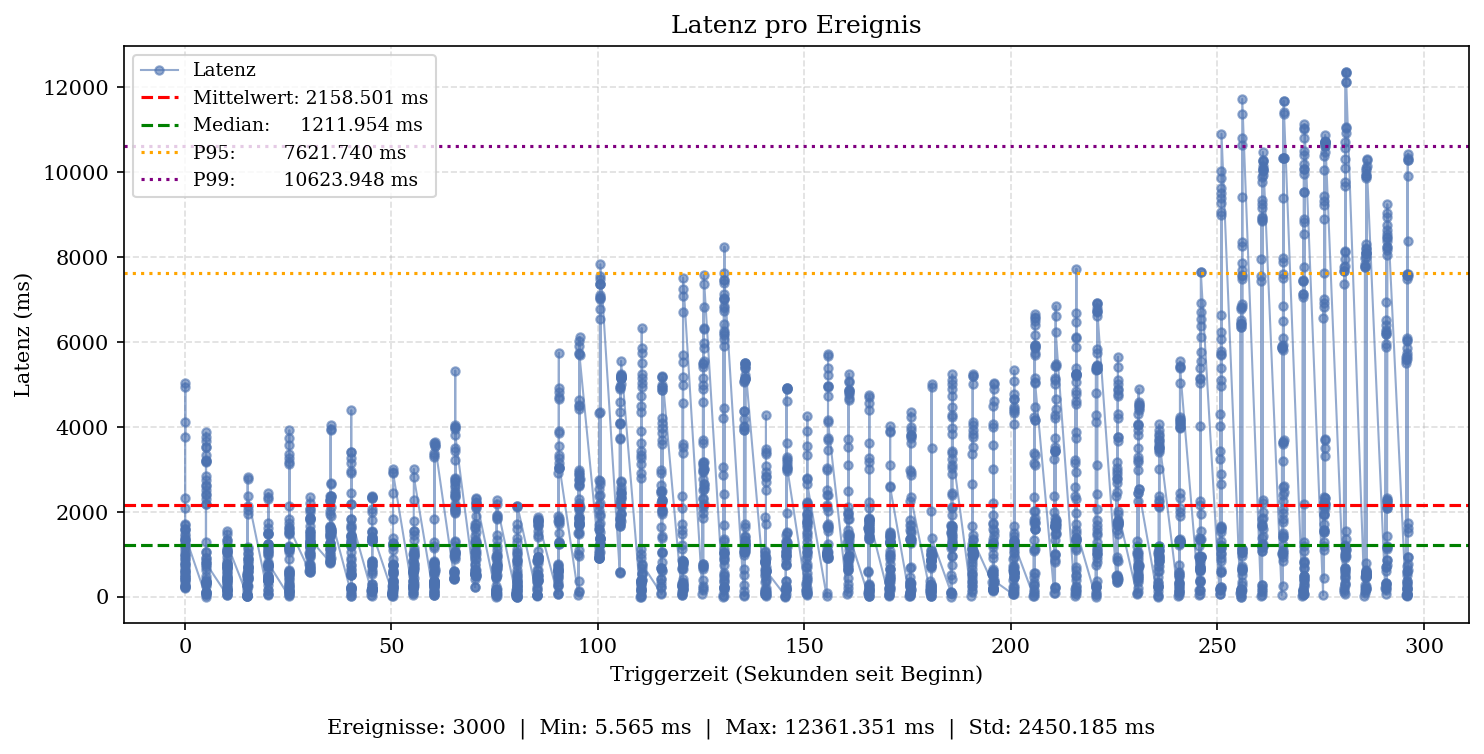 Latenz pro Ereignis
Latenz
Mittelwert: 2158.501 ms
Median: 1211.954 ms
P95: 7621.740 ms
P99: 10623.948 ms
12000
10000
8000
6000
4000
2000
0
Latenz (ms)
0 50 100 150 200 250 300
Triggerzeit (Sekunden seit Beginn)
Ereignisse: 3000 | Min: 5.565 ms | Max: 12361.351 ms | Std: 2450.185 ms